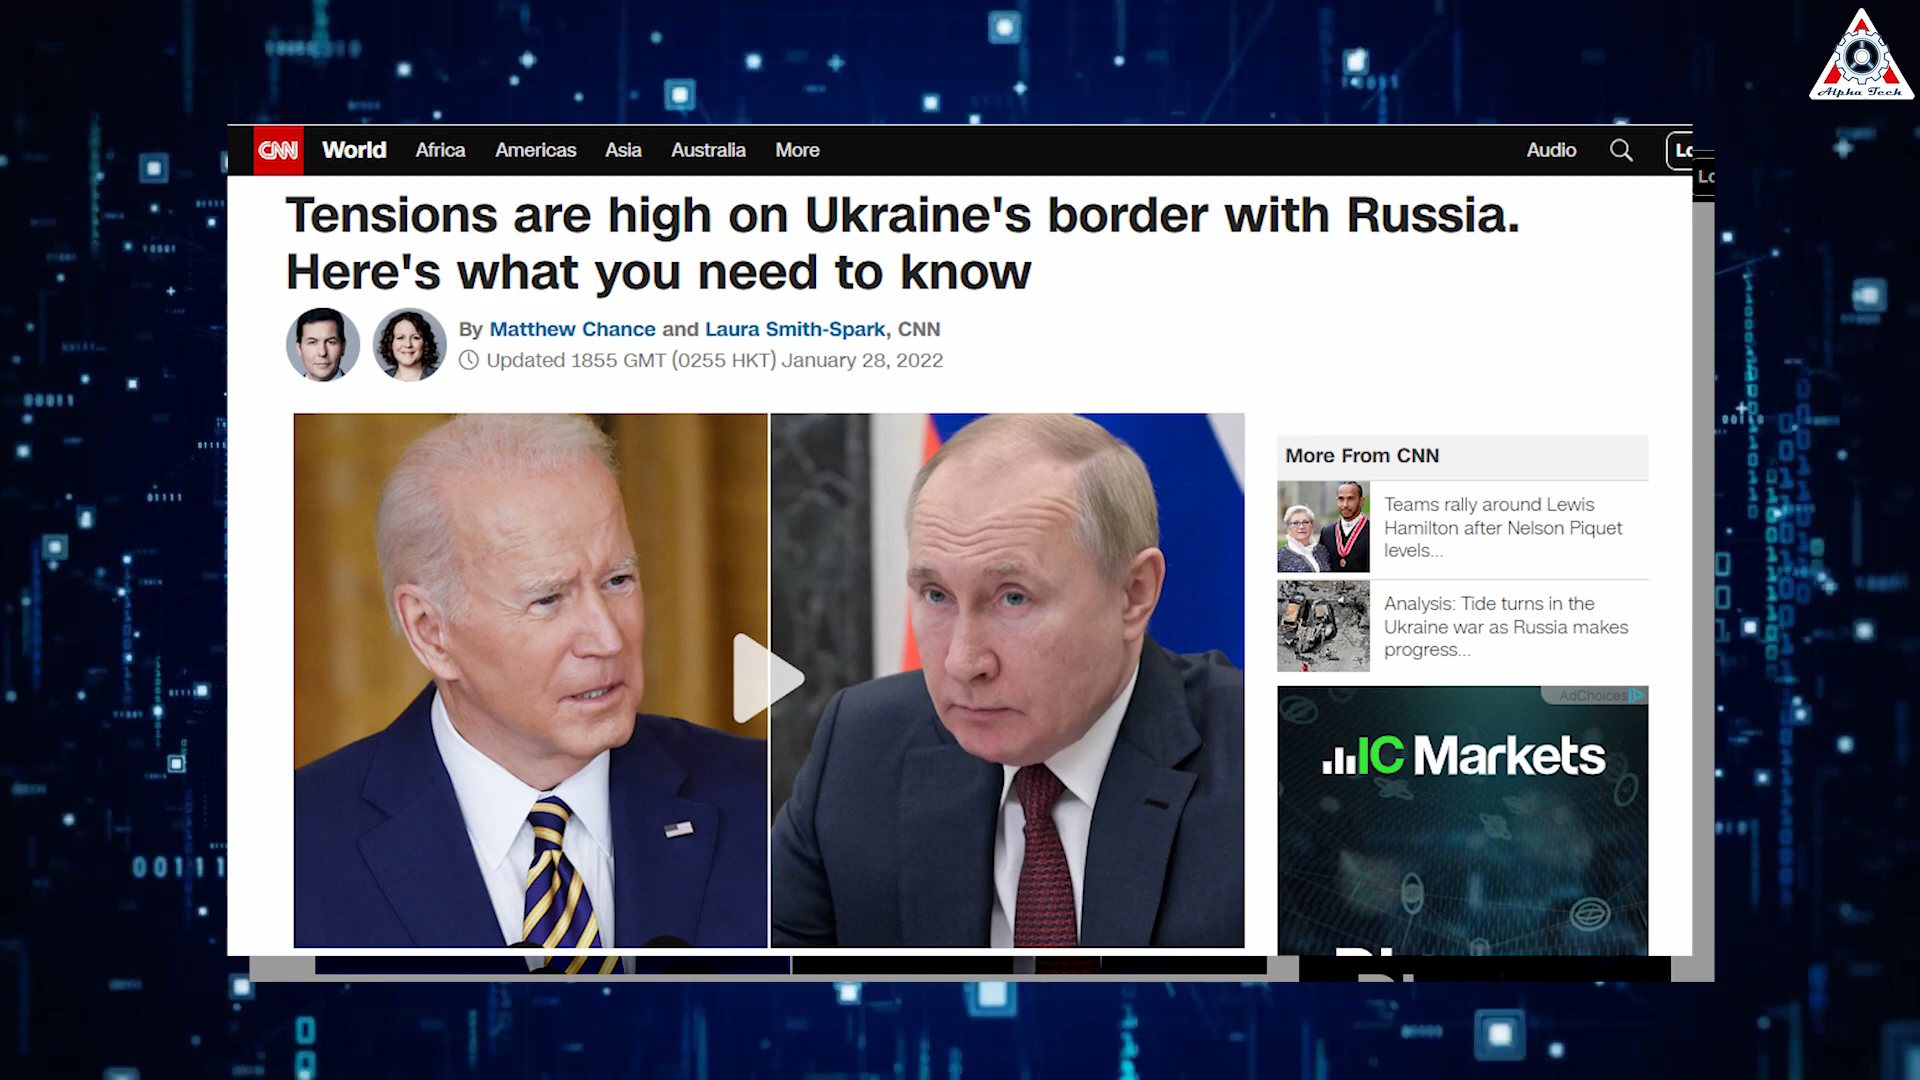 Alpha Tech
CNN World Africa Americas Asia Australia More Audio
Tensions are high on Ukraine's border with Russia.
Here's what you need to know
By Matthew Chance and Laura Smith-Spark, CNN
Updated 1855 GMT (0255 HKT) January 28, 2022
More From CNN
Teams rally around Lewis
Hamilton after Nelson Piquet
levels...
Analysis: Tide turns in the
Ukraine war as Russia makes
progress...
AdChoices
IC Markets
00111